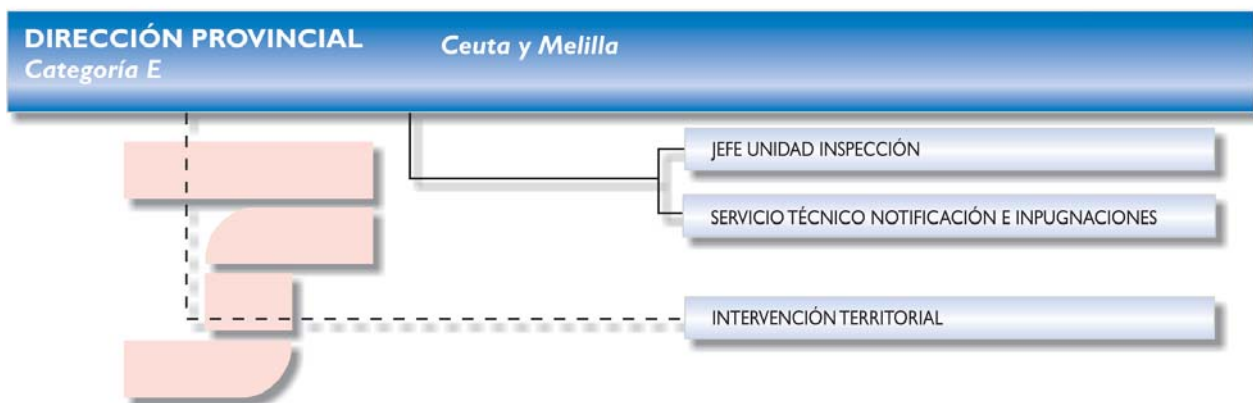 DIRECCIÓN PROVINCIAL
Categoría E
Ceuta y Melilla
JEFE UNIDAD INSPECCIÓN
SERVICIO TÉCNICO NOTIFICACIÓN E INPUGNACIONES
INTERVENCIÓN TERRITORIAL